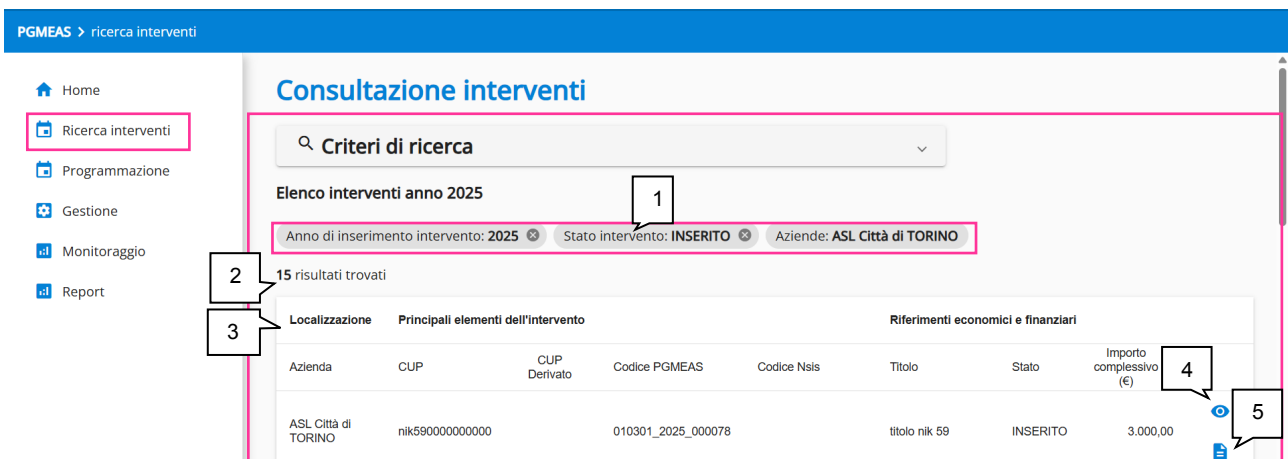 PGMEAS > ricerca interventi
Home
Ricerca interventi
Programmazione
Gestione
Monitoraggio
Report
Consultazione interventi
Criteri di ricerca
Elenco interventi anno 2025
1
Anno di inserimento intervento: 2025 Stato intervento: INSERITO Aziende: ASL Città di TORINO
2
15 risultati trovati
3
Localizzazione Principali elementi dell'intervento Riferimenti economici e finanziari
Azienda CUP CUP Derivato Codice PGMEAS Codice Nsis Titolo Stato Importo complessivo (€)
4
5
ASL Città di TORINO nik590000000000 010301_2025_000078 titolo nik 59 INSERITO 3.000,00